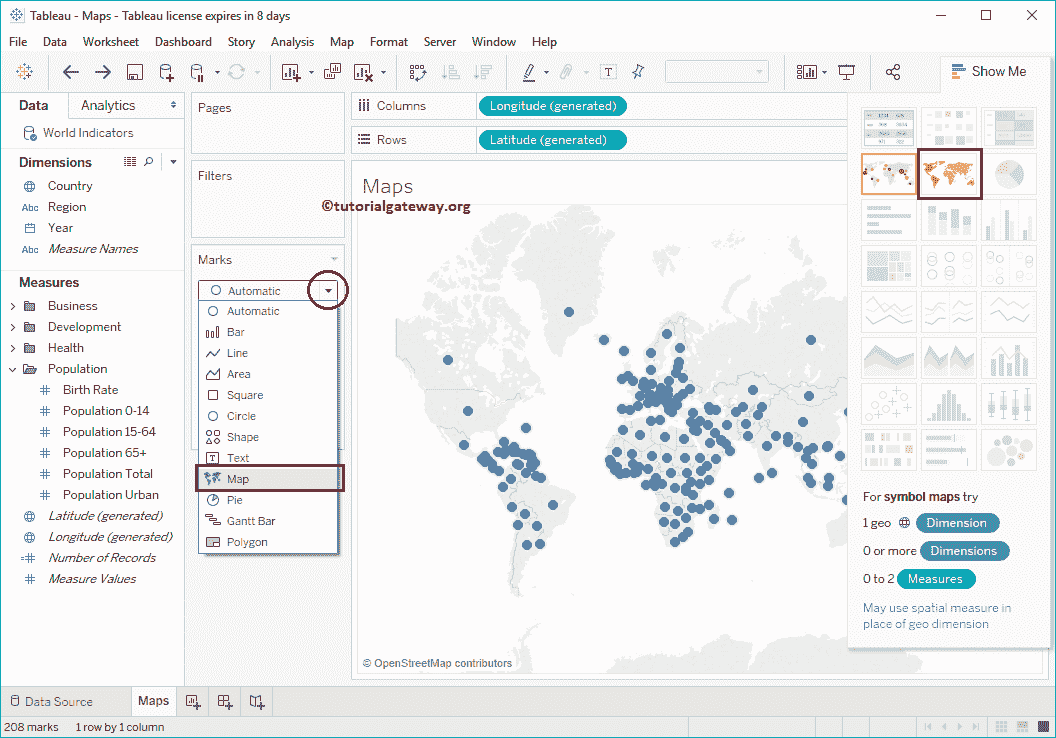 Tableau - Maps - Tableau license expires in 8 days
File Data Worksheet Dashboard Story Analysis Map Format Server Window Help
Show Me
Data Analytics
World Indicators
Dimensions
Country
Abc Region
Year
Abc Measure Names
Measures
Business
Development
Health
Population
Birth Rate
Population 0-14
Population 15-64
Population 65+
Population Total
Population Urban
Latitude (generated)
Longitude (generated)
Number of Records
Measure Values
Pages
Filters
Marks
Automatic
Automatic
Bar
Line
Area
Square
Circle
Shape
Text
Map
Pie
Gantt Bar
Polygon
Columns Longitude (generated)
Rows Latitude (generated)
Maps
©tutorialgateway.org
© OpenStreetMap contributors
For symbol maps try
1 geo Dimension
0 or more Dimensions
0 to 2 Measures
May use spatial measure in
place of geo dimension
Data Source Maps
208 marks 1 row by 1 column